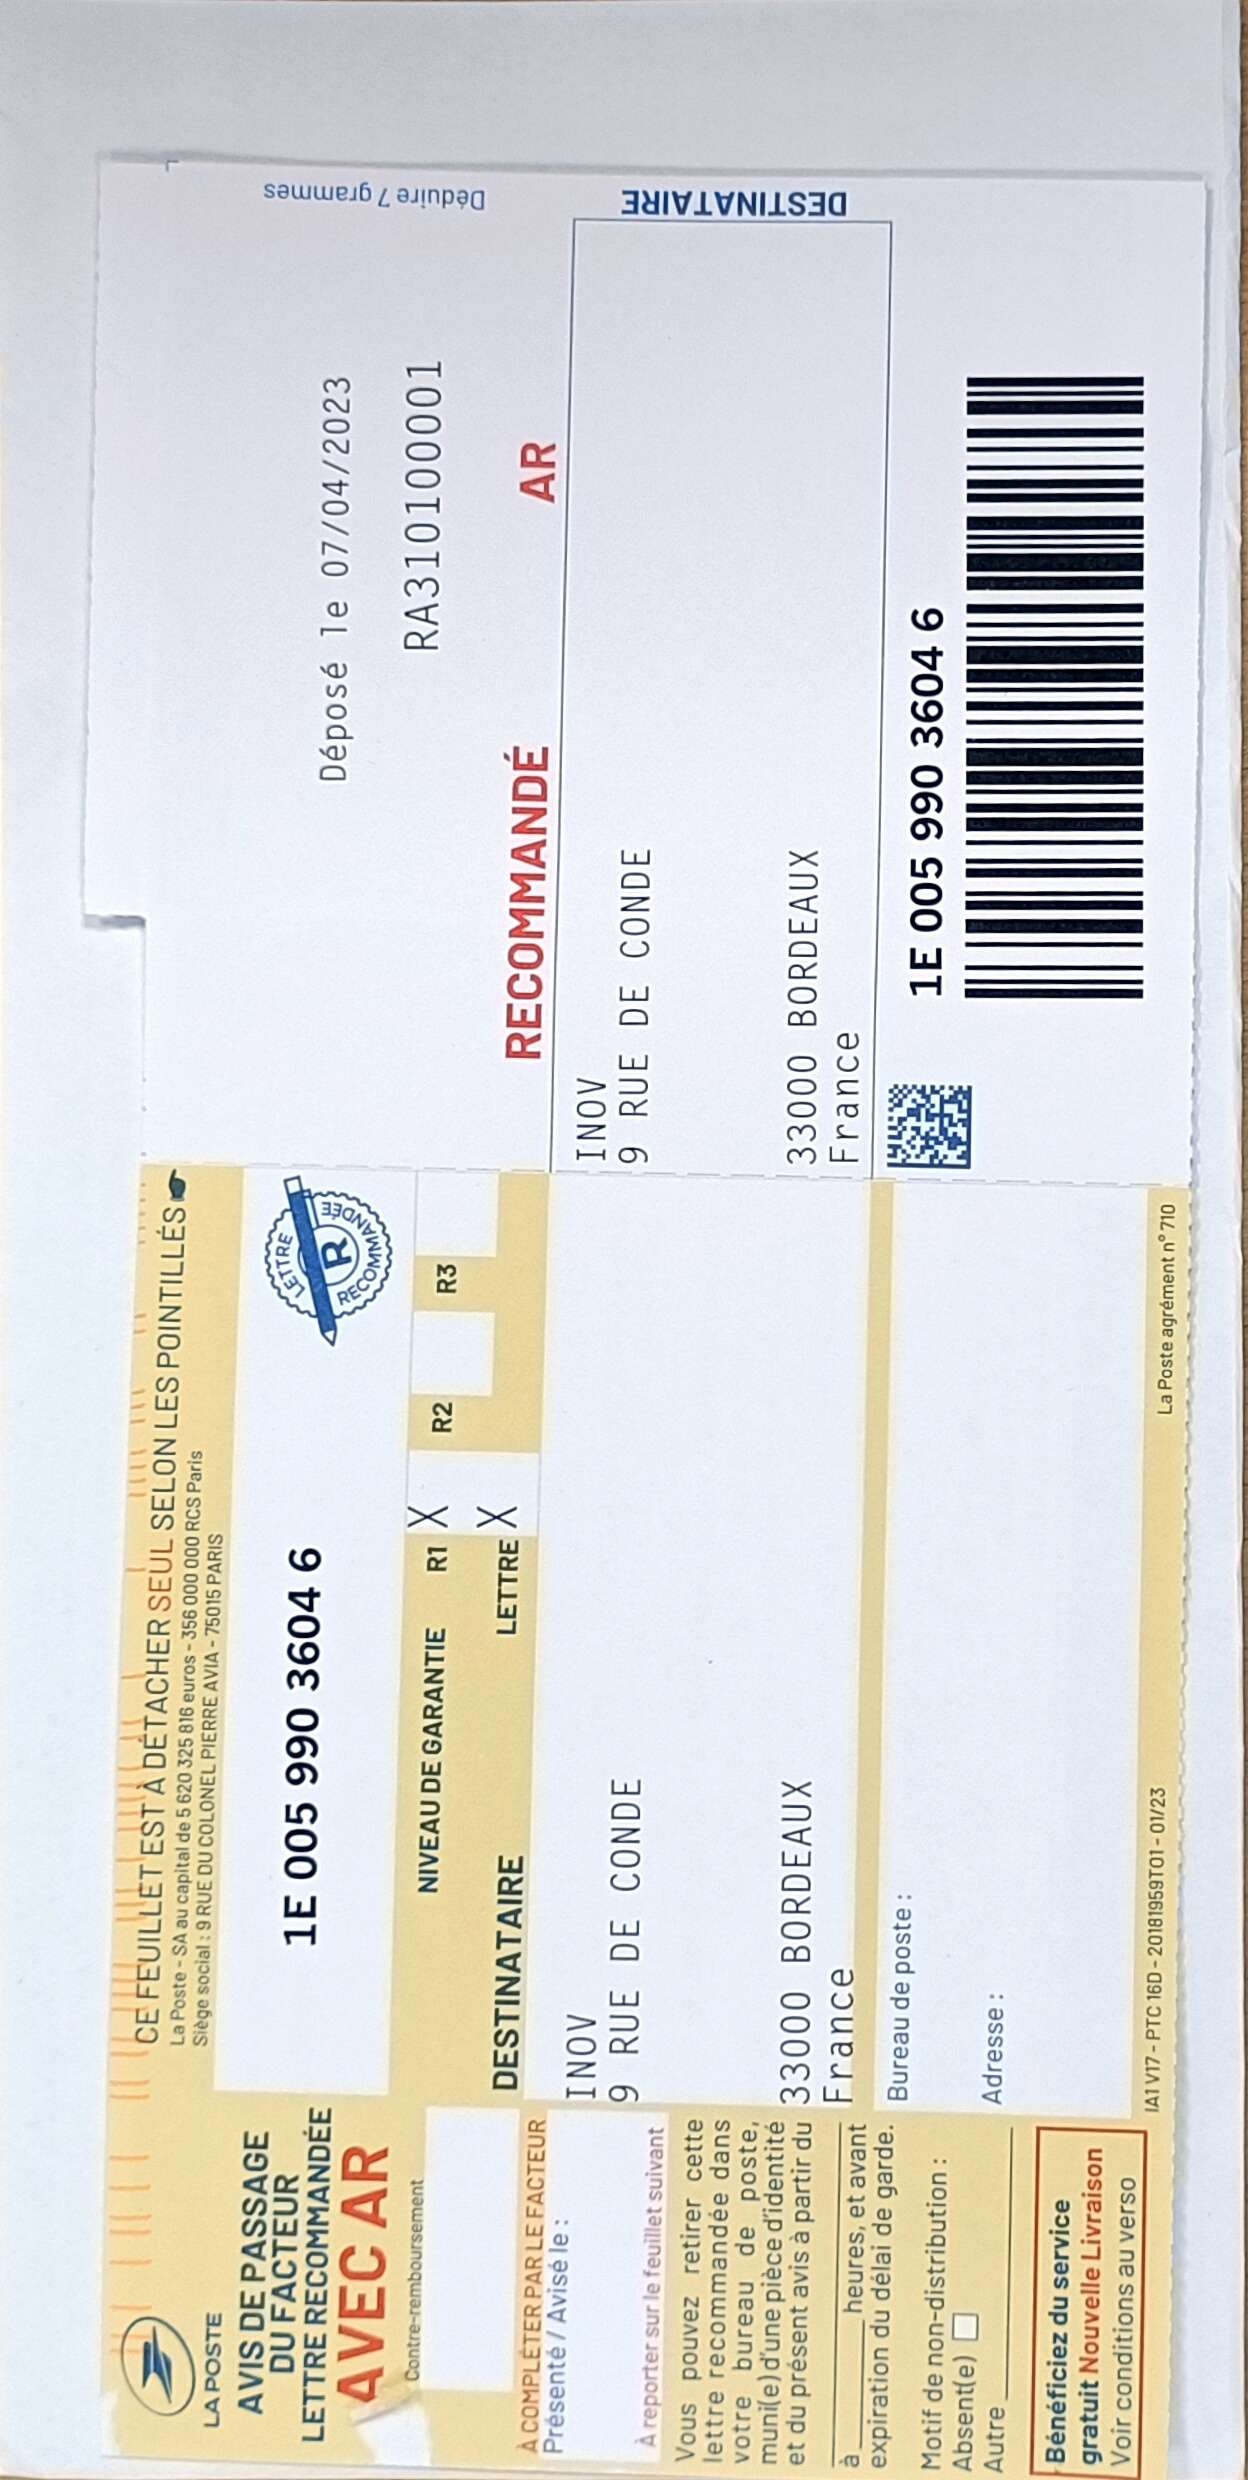 LA POSTE
CE FEUILLET EST À DÉTACHER SEUL SELON LES POINTILLÉS
La Poste - SA au capital de 5 620 325 816 euros - 356 000 000 RCS Paris
Siège social : 9 RUE DU COLONEL PIERRE AVIA - 75015 PARIS
AVIS DE PASSAGE
DU FACTEUR
LETTRE RECOMMANDÉE
AVEC AR
Contre-remboursement
1E 005 990 3604 6
LETTRE
R
RECOMMANDÉE
NIVEAU DE GARANTIE R1 X R2 R3
DESTINATAIRE LETTRE X
À COMPLÉTER PAR LE FACTEUR
Présenté / Avisé le :
À reporter sur le feuillet suivant
INOV
9 RUE DE CONDE
33000 BORDEAUX
France
Vous pouvez retirer cette
lettre recommandée dans
votre bureau de poste,
muni(e) d'une pièce d'identité
et du présent avis à partir du
à heures, et avant
expiration du délai de garde.
Motif de non-distribution :
Absent(e)
Autre
Bureau de poste :
Adresse :
Bénéficiez du service
gratuit Nouvelle Livraison
Voir conditions au verso
IA1 V17 - PTC 16D - 20181959T01 - 01/23
La Poste agrément n° 710
Déposé le 07/04/2023
RA310100001
Déduire 7 grammes
RECOMMANDÉ AR
INOV
9 RUE DE CONDE
33000 BORDEAUX
France
DESTINATAIRE
1E 005 990 3604 6